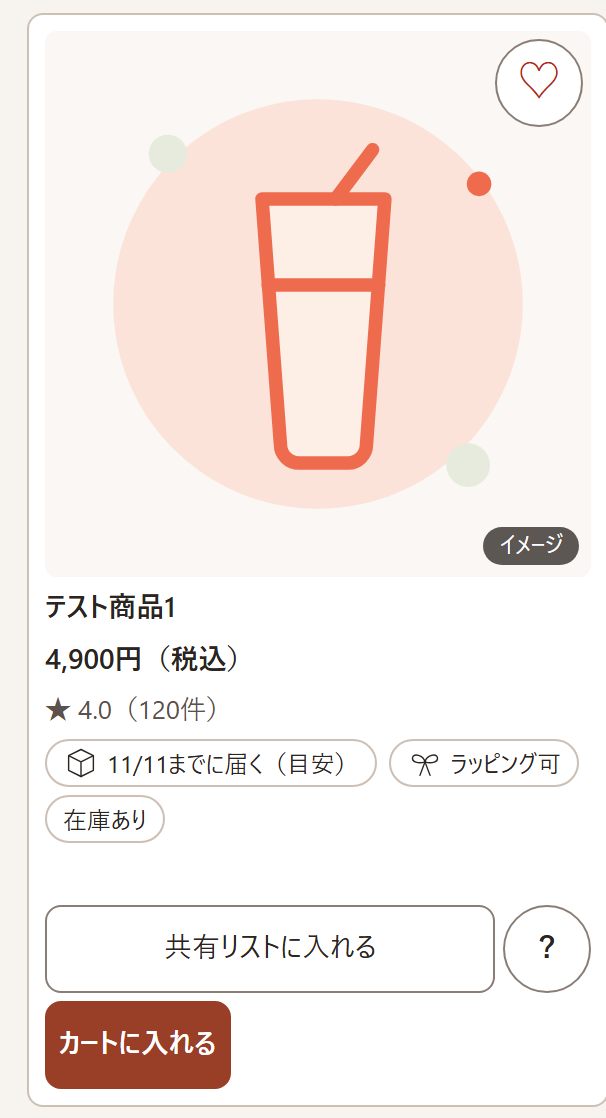 イメージ
テスト商品1
4,900円（税込）
★ 4.0（120件）
11/11までに届く（目安）
ラッピング可
在庫あり
共有リストに入れる
?
カートに入れる